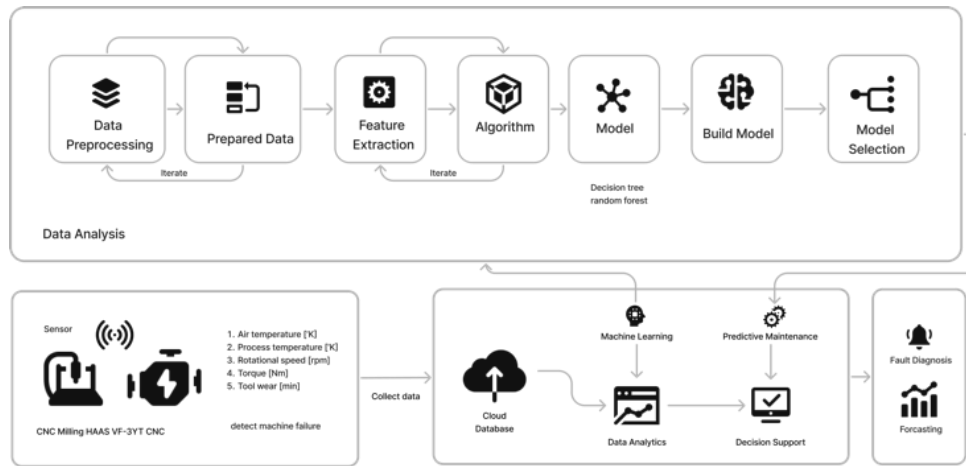 Data
Preprocessing
Prepared Data
Feature
Extraction
Algorithm
Model
Build Model
Model
Selection
Iterate
Iterate
Decision tree
random forest
Data Analysis
Sensor
1. Air temperature ['K]
2. Process temperature ['K]
3. Rotational speed [rpm]
4. Torque [Nm]
5. Tool wear [min]
CNC Milling HAAS VF-3YT CNC
detect machine failure
Collect data
Machine Learning
Predictive Maintenance
Cloud
Database
Data Analytics
Decision Support
Fault Diagnosis
Forcasting